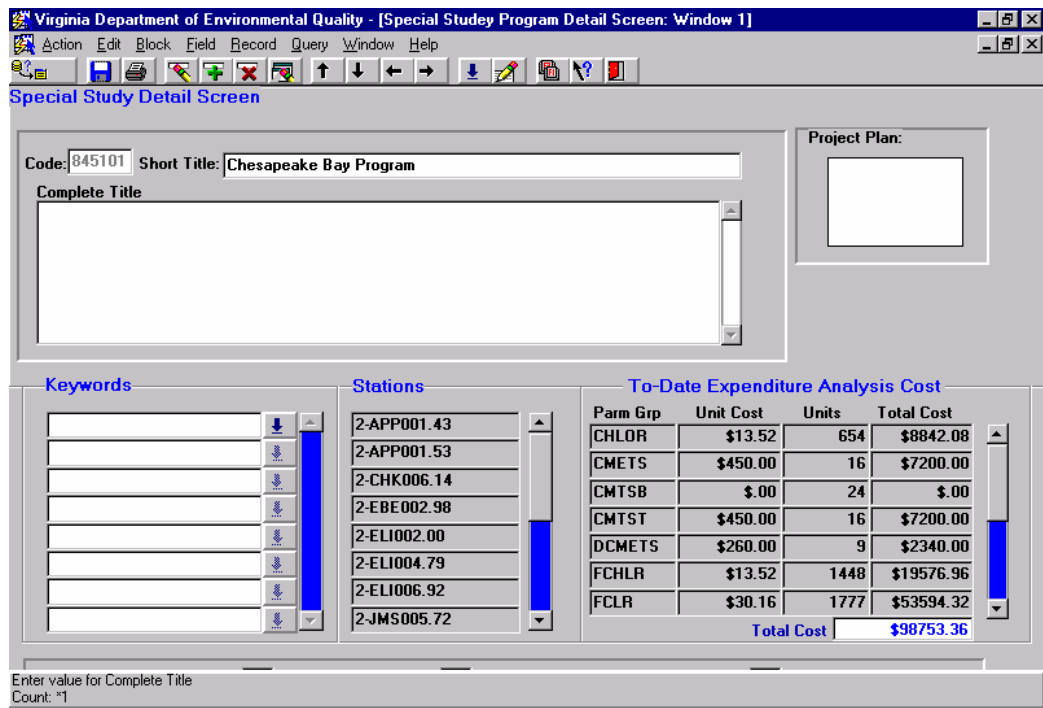 Virginia Department of Environmental Quality - [Special Studey Program Detail Screen: Window 1]
Action Edit Block Field Record Query Window Help
Special Study Detail Screen
Project Plan:
Code: 845101 Short Title: Chesapeake Bay Program
Complete Title
Keywords Stations To-Date Expenditure Analysis Cost
Parm Grp Unit Cost Units Total Cost
2-APP001.43 CHLOR $13.52 654 $8842.08
2-APP001.53 CMETS $450.00 16 $7200.00
2-CHK006.14 CMTSB $.00 24 $.00
2-EBE002.98 CMTST $450.00 16 $7200.00
2-ELI002.00 DCMETS $260.00 9 $2340.00
2-ELI004.79 FCHLR $13.52 1448 $19576.96
2-ELI006.92 FCLR $30.16 1777 $53594.32
2-JMS005.72
Total Cost $98753.36
Enter value for Complete Title
Count: *1